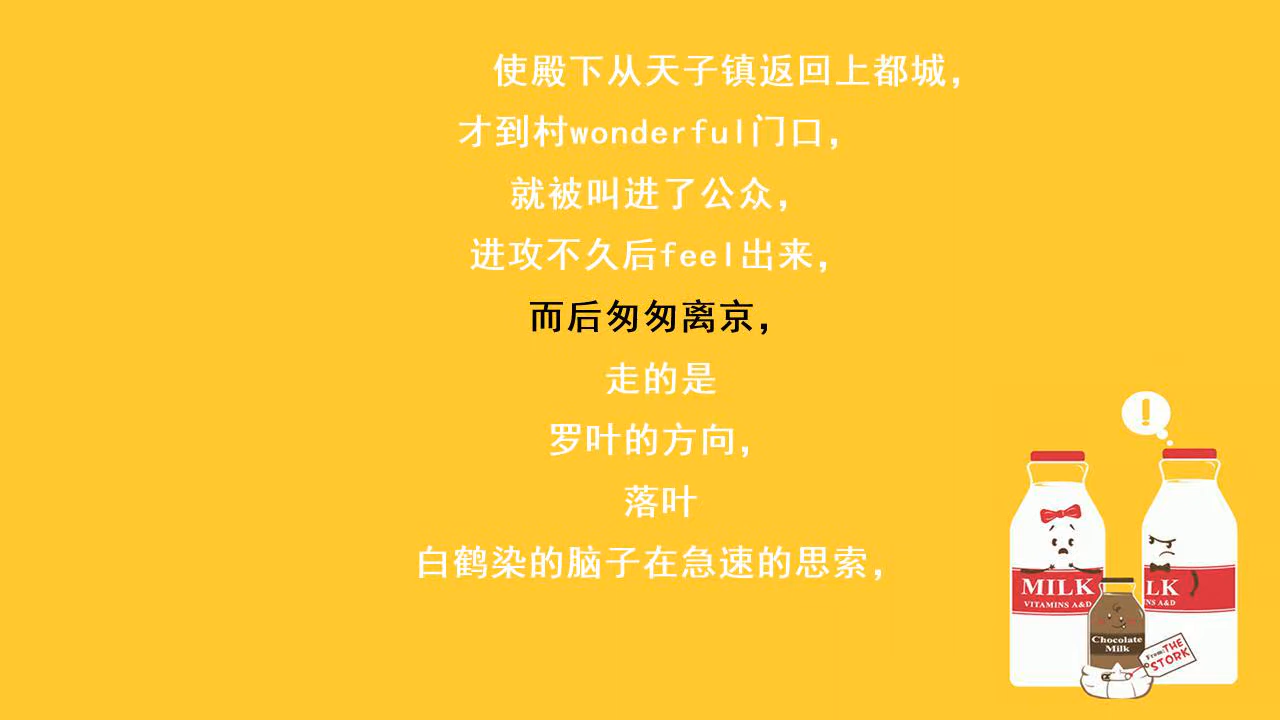 使殿下从天子镇返回上都城，
才到村wonderful门口，
就被叫进了公众，
进攻不久后feel出来，
而后匆匆离京，
走的是
罗叶的方向，
落叶
白鹤染的脑子在急速的思索，
!
MILK
VITAMINS A&D
LK
NS A&D
Chocolate
Milk
From: THE
STORK